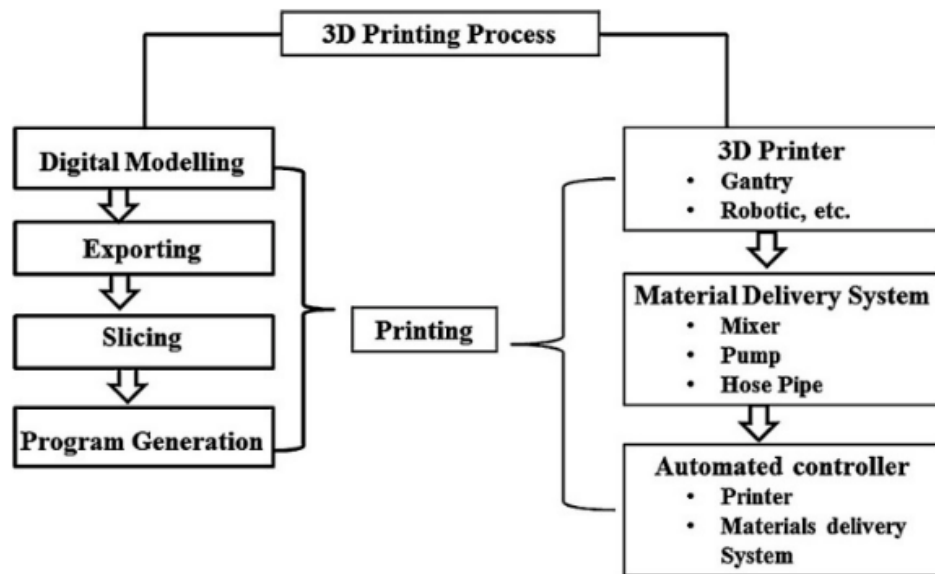 3D Printing Process
Digital Modelling
Exporting
Slicing
Program Generation
Printing
3D Printer
• Gantry
• Robotic, etc.
Material Delivery System
• Mixer
• Pump
• Hose Pipe
Automated controller
• Printer
• Materials delivery
System